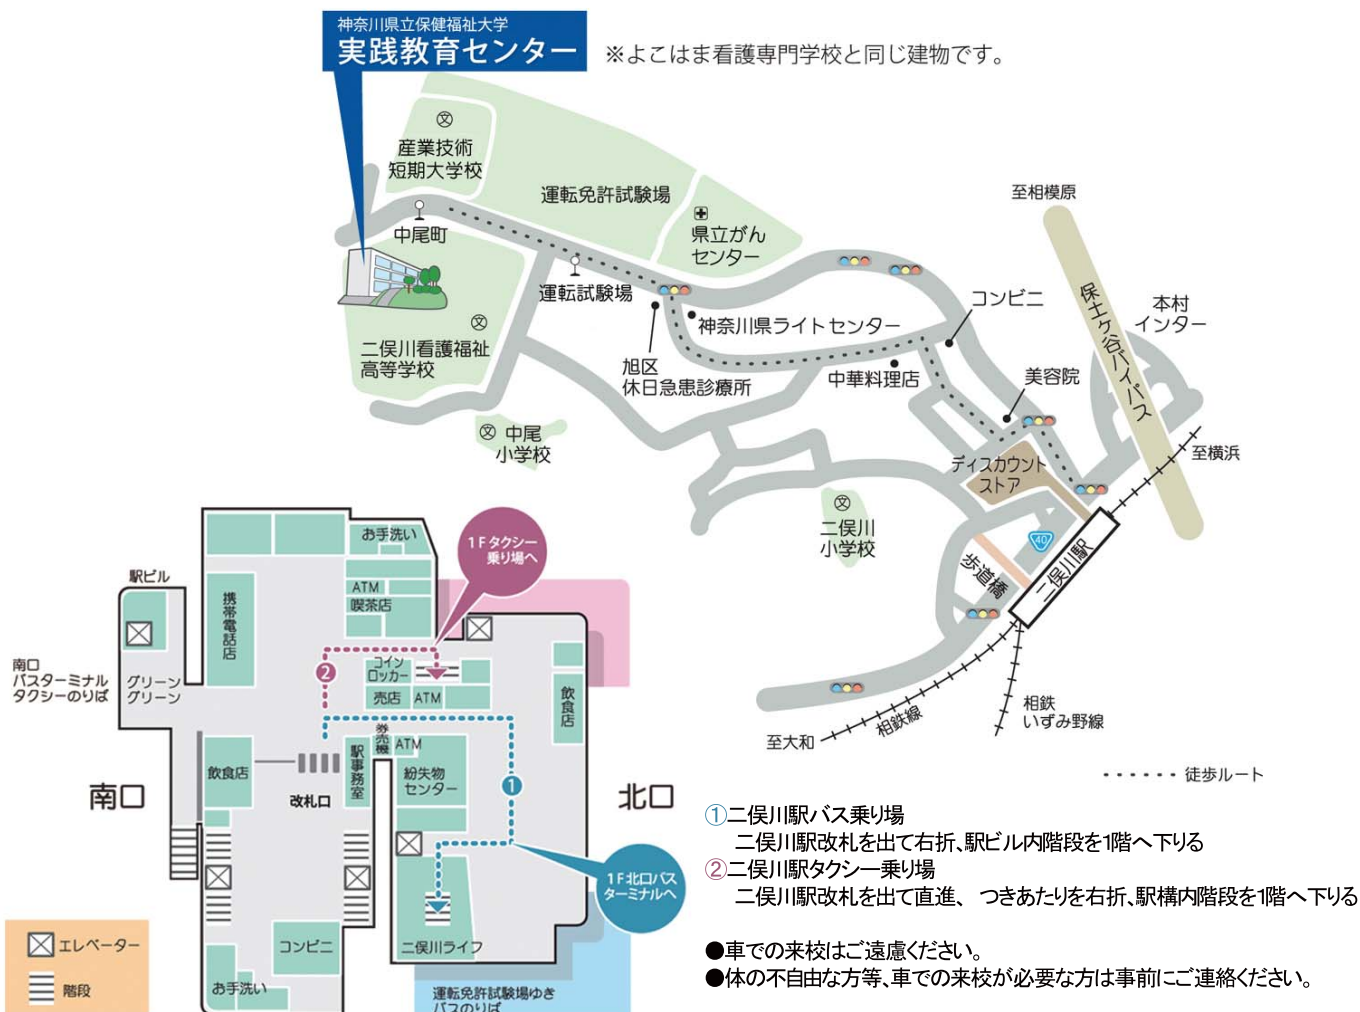 神奈川県立保健福祉大学
実践教育センター
※よこはま看護専門学校と同じ建物です。
文
産業技術
短期大学校
運転免許試験場
県立がん
センター
中尾町
運転試験場
至相模原
保土ヶ谷バイパス
本村
インター
コンビニ
神奈川県ライトセンター
文
二俣川看護福祉
高等学校
旭区
休日急患診療所
中華料理店
美容院
文
中尾
小学校
至横浜
ディスカウント
ストア
文
二俣川
小学校
40
二俣川駅
歩道橋
相鉄
いずみ野線
相鉄線
至大和
徒歩ルート
お手洗い
1Fタクシー
乗り場へ
駅ビル
携帯電話店
ATM
喫茶店
南口
バスターミナル
タクシーのりば
グリーン
グリーン
2
コイン
ロッカー
売店
ATM
飲食店
券売機
ATM
飲食店
駅事務室
紛失物
センター
1
改札口
南口
北口
1F北口バス
ターミナルへ
コンビニ
二俣川ライフ
お手洗い
エレベーター
階段
運転免許試験場ゆき
バスのりば
①二俣川駅バス乗り場
二俣川駅改札を出て右折、駅ビル内階段を1階へ下りる
②二俣川駅タクシー乗り場
二俣川駅改札を出て直進、 つきあたりを右折、駅構内階段を1階へ下りる
●車での来校はご遠慮ください。
●体の不自由な方等、車での来校が必要な方は事前にご連絡ください。